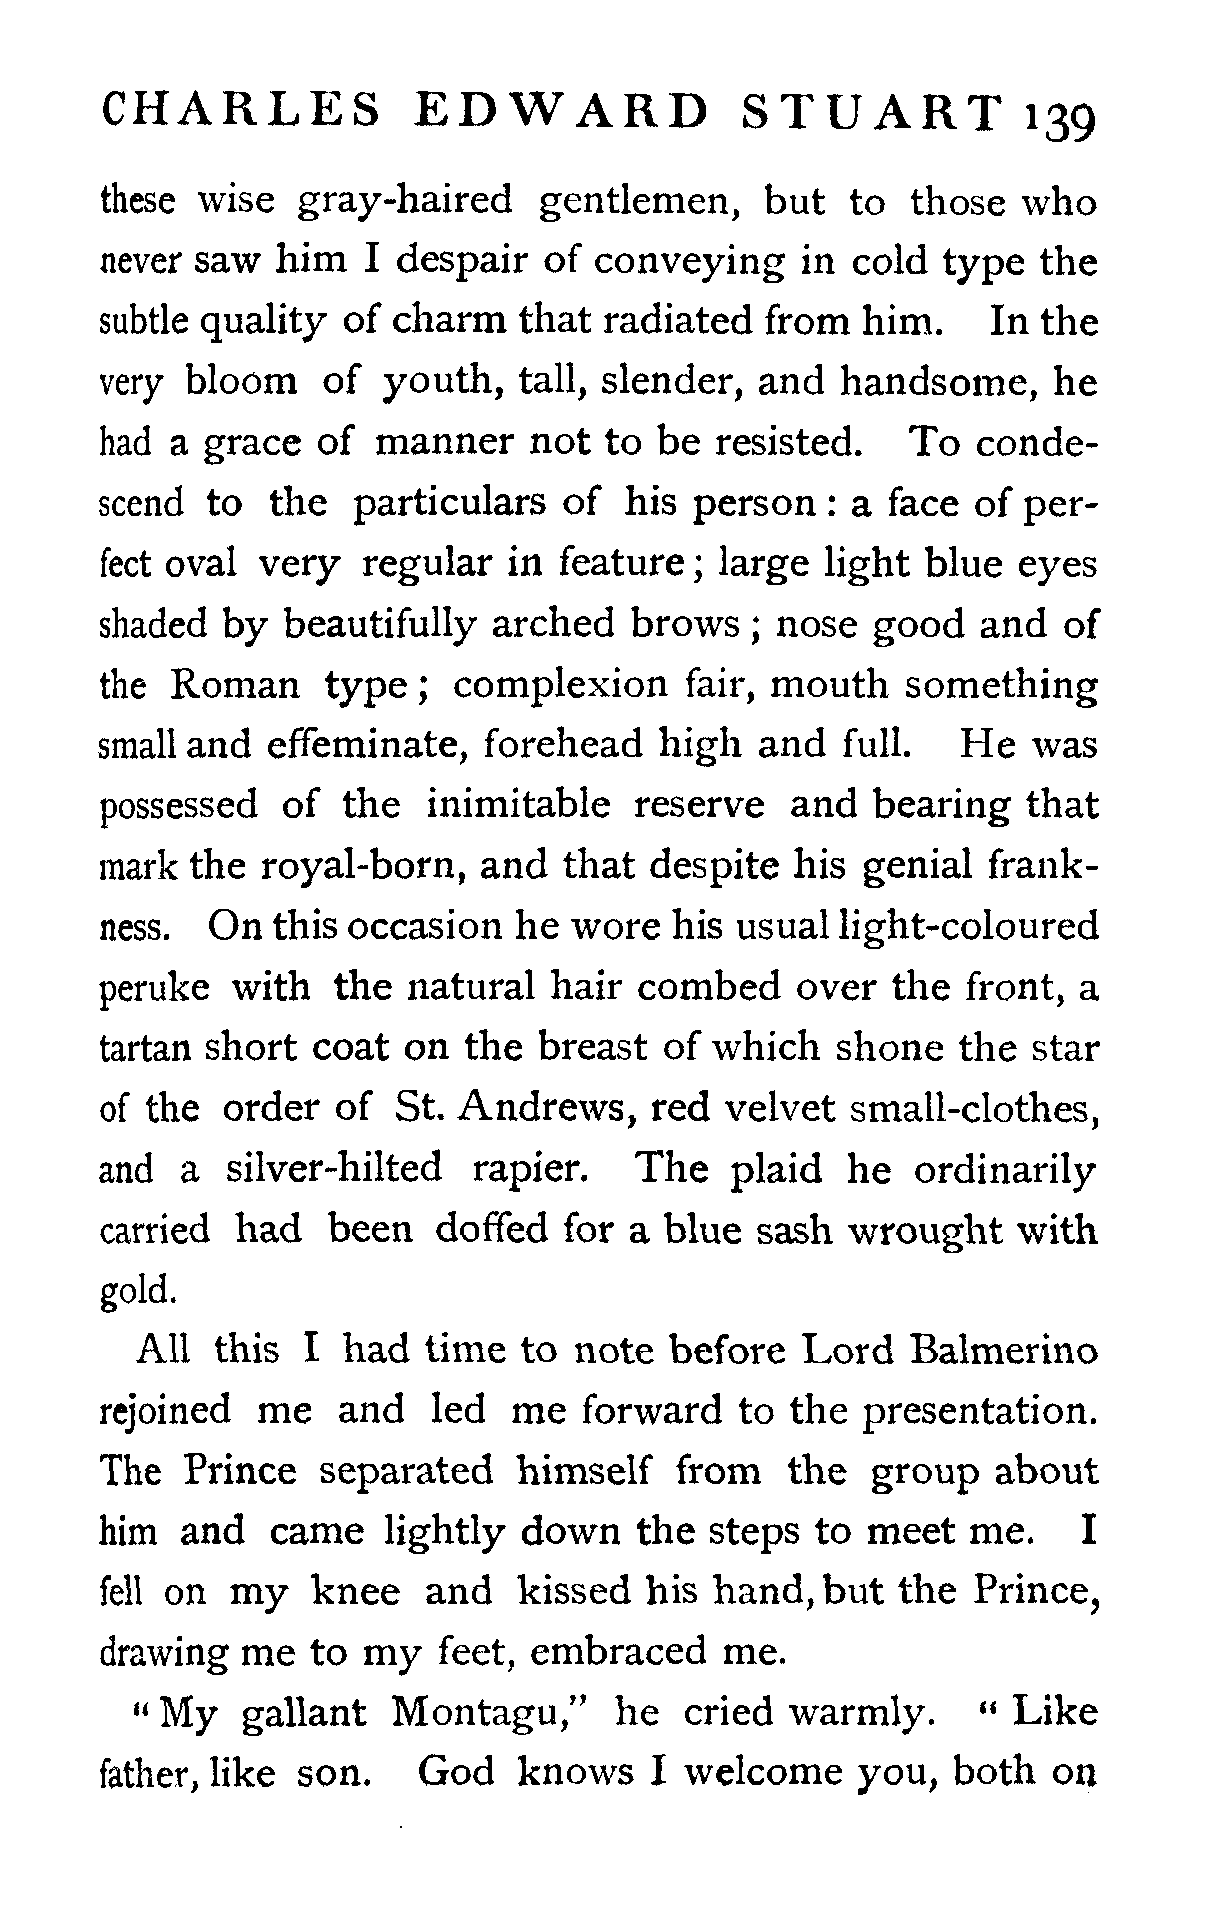 CHARLES EDWARD STUART 139
these wise gray-haired gentlemen, but to those who
never saw him I despair of conveying in cold type the
subtle quality of charm that radiated from him. In the
very bloom of youth, tall, slender, and handsome, he
had a grace of manner not to be resisted. To conde-
scend to the particulars of his person : a face of per-
fect oval very regular in feature ; large light blue eyes
shaded by beautifully arched brows ; nose good and of
the Roman type ; complexion fair, mouth something
small and effeminate, forehead high and full. He was
possessed of the inimitable reserve and bearing that
mark the royal-born, and that despite his genial frank-
ness. On this occasion he wore his usual light-coloured
peruke with the natural hair combed over the front, a
tartan short coat on the breast of which shone the star
of the order of St. Andrews, red velvet small-clothes,
and a silver-hilted rapier. The plaid he ordinarily
carried had been doffed for a blue sash wrought with
gold.
All this I had time to note before Lord Balmerino
rejoined me and led me forward to the presentation.
The Prince separated himself from the group about
him and came lightly down the steps to meet me. I
fell on my knee and kissed his hand, but the Prince,
drawing me to my feet, embraced me.
“ My gallant Montagu,” he cried warmly. “ Like
father, like son. God knows I welcome you, both on